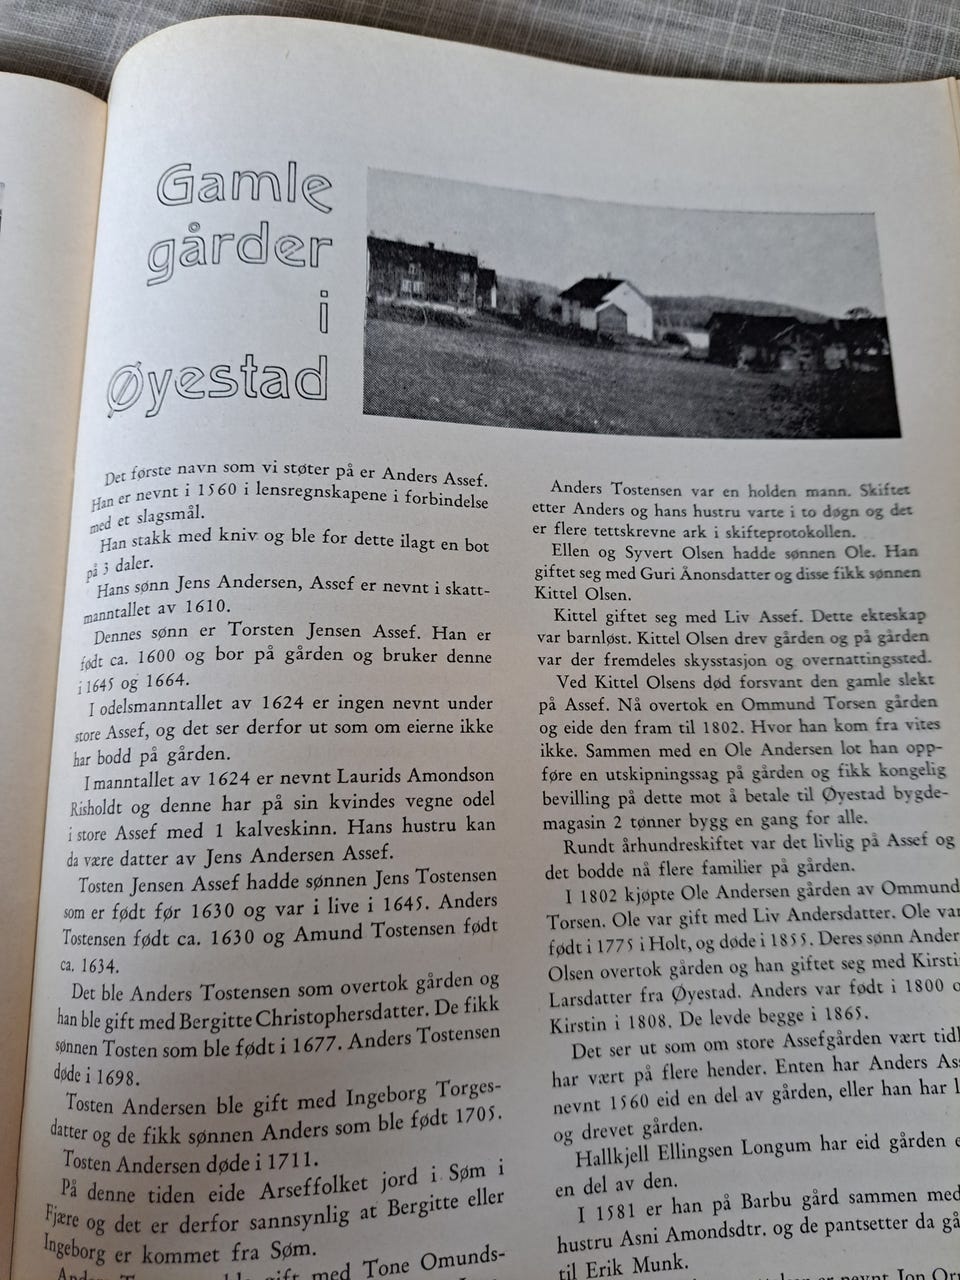 Gamle
gårder
i
Øyestad
Det første navn som vi støter på er Anders Assef.
Han er nevnt i 1560 i lensregnskapene i forbindelse
med et slagsmål.
Han stakk med kniv og ble for dette ilagt en bot
på 3 daler.
Hans sønn Jens Andersen, Assef er nevnt i skatt-
manntallet av 1610.
Dennes sønn er Torsten Jensen Assef. Han er
født ca. 1600 og bor på gården og bruker denne
i 1645 og 1664.
I odelsmanntallet av 1624 er ingen nevnt under
store Assef, og det ser derfor ut som om eierne ikke
har bodd på gården.
I manntallet av 1624 er nevnt Laurids Amondson
Risholdt og denne har på sin kvindes vegne odel
i store Assef med 1 kalveskinn. Hans hustru kan
da være datter av Jens Andersen Assef.
Tosten Jensen Assef hadde sønnen Jens Tostensen
som er født før 1630 og var i live i 1645. Anders
Tostensen født ca. 1630 og Amund Tostensen født
ca. 1634.
Det ble Anders Tostensen som overtok gården og
han ble gift med Bergitte Christophersdatter. De fikk
sønnen Tosten som ble født i 1677. Anders Tostensen
døde i 1698.
Tosten Andersen ble gift med Ingeborg Torges-
datter og de fikk sønnen Anders som ble født 1705.
Tosten Andersen døde i 1711.
På denne tiden eide Arseffolket jord i Søm i
Fjære og det er derfor sannsynlig at Bergitte eller
Ingeborg er kommet fra Søm.
Anders ble gift med Tone Omunds-
Anders Tostensen var en holden mann. Skiftet
etter Anders og hans hustru varte i to døgn og det
er flere tettskrevne ark i skifteprotokollen.
Ellen og Syvert Olsen hadde sønnen Ole. Han
giftet seg med Guri Ånonsdatter og disse fikk sønnen
Kittel Olsen.
Kittel giftet seg med Liv Assef. Dette ekteskap
var barnløst. Kittel Olsen drev gården og på gården
var der fremdeles skysstasjon og overnattingssted.
Ved Kittel Olsens død forsvant den gamle slekt
på Assef. Nå overtok en Ommund Torsen gården
og eide den fram til 1802. Hvor han kom fra vites
ikke. Sammen med en Ole Andersen lot han opp-
føre en utskipningssag på gården og fikk kongelig
bevilling på dette mot å betale til Øyestad bygde-
magasin 2 tønner bygg en gang for alle.
Rundt århundreskiftet var det livlig på Assef og
det bodde nå flere familier på gården.
I 1802 kjøpte Ole Andersen gården av Ommund
Torsen. Ole var gift med Liv Andersdatter. Ole var
født i 1775 i Holt, og døde i 1855. Deres sønn Ander
Olsen overtok gården og han giftet seg med Kirsti
Larsdatter fra Øyestad. Anders var født i 1800 o
Kirstin i 1808. De levde begge i 1865.
Det ser ut som om store Assefgården vært tidl
har vært på flere hender. Enten har Anders As
nevnt 1560 eid en del av gården, eller han har l
og drevet gården.
Hallkjell Ellingsen Longum har eid gården e
en del av den.
I 1581 er han på Barbu gård sammen med
hustru Asni Amondsdtr. og de pantsetter da gå
til Erik Munk.
er nevnt Jon